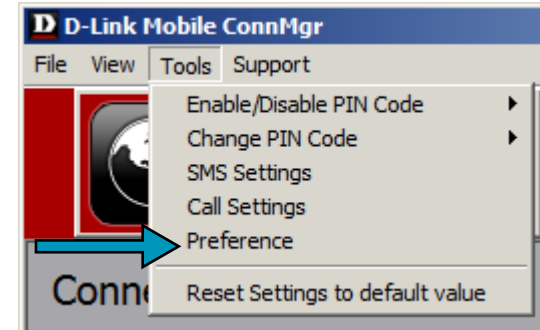 D D-Link Mobile ConnMgr
File View Tools Support
Enable/Disable PIN Code
Change PIN Code
SMS Settings
Call Settings
Preference
Reset Settings to default value